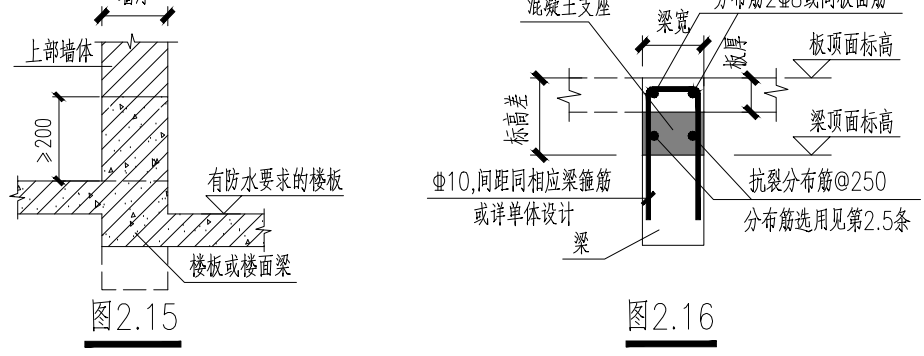 墙厚
上部墙体
≥200
有防水要求的楼板
楼板或楼面梁
图2.15
混凝土支座
分布筋2Φ8或同板面筋
梁宽
板厚
板顶面标高
标高差
梁顶面标高
Φ10,间距同相应梁箍筋
或详单体设计
抗裂分布筋@250
分布筋选用见第2.5条
梁
图2.16